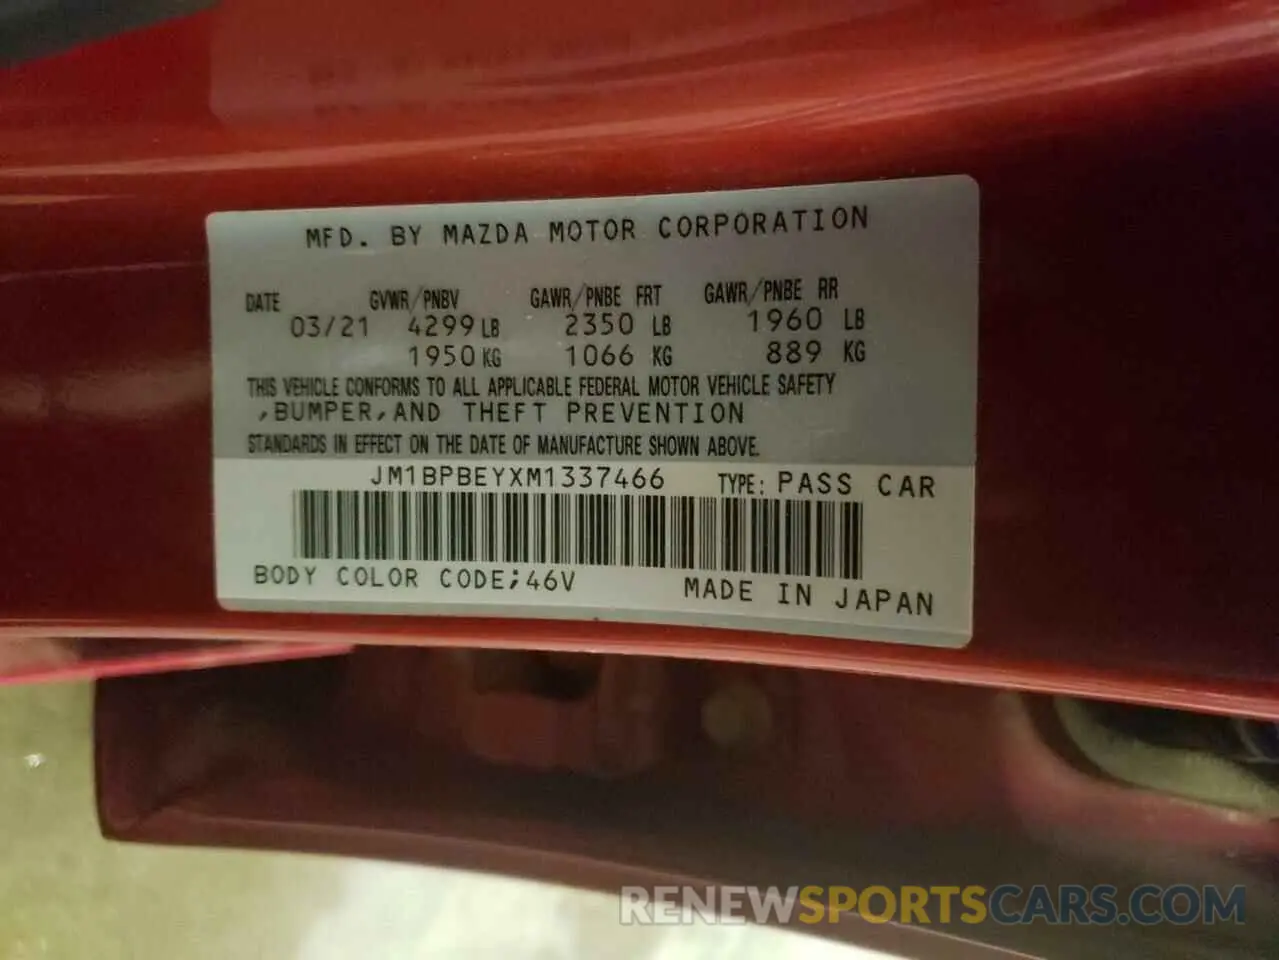 MFD. BY MAZDA MOTOR CORPORATION
DATE GVWR/PNBV GAWR/PNBE FRT GAWR/PNBE RR
03/21 4299 LB 2350 LB 1960 LB
1950 KG 1066 KG 889 KG
THIS VEHICLE CONFORMS TO ALL APPLICABLE FEDERAL MOTOR VEHICLE SAFETY
,BUMPER,AND THEFT PREVENTION
STANDARDS IN EFFECT ON THE DATE OF MANUFACTURE SHOWN ABOVE.
JM1BPBEYXM1337466 TYPE: PASS CAR
BODY COLOR CODE;46V MADE IN JAPAN
RENEWSPORTSCARS.COM